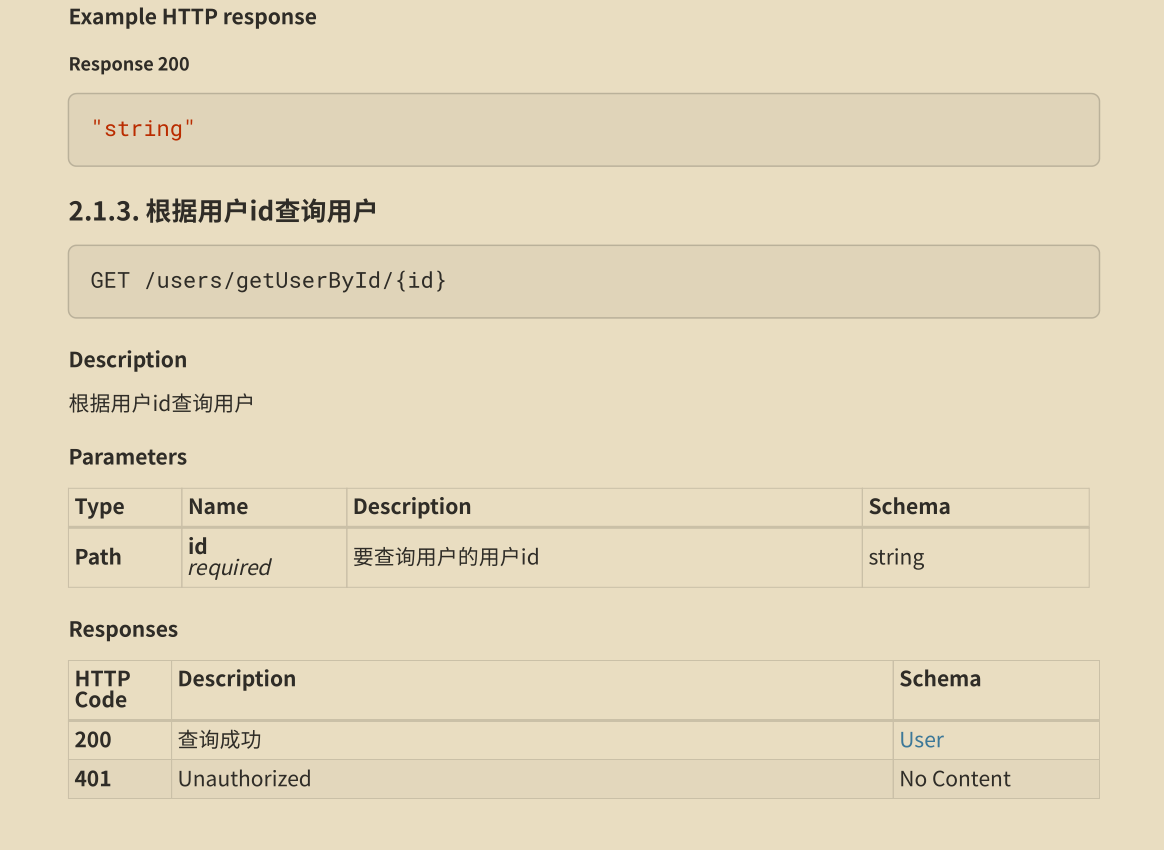 Example HTTP response
Response 200
"string"
2.1.3. 根据用户id查询用户
GET /users/getUserById/{id}
Description
根据用户id查询用户
Parameters
Type Name Description Schema
Path id required 要查询用户的用户id string
Responses
HTTP Code Description Schema
200 查询成功 User
401 Unauthorized No Content